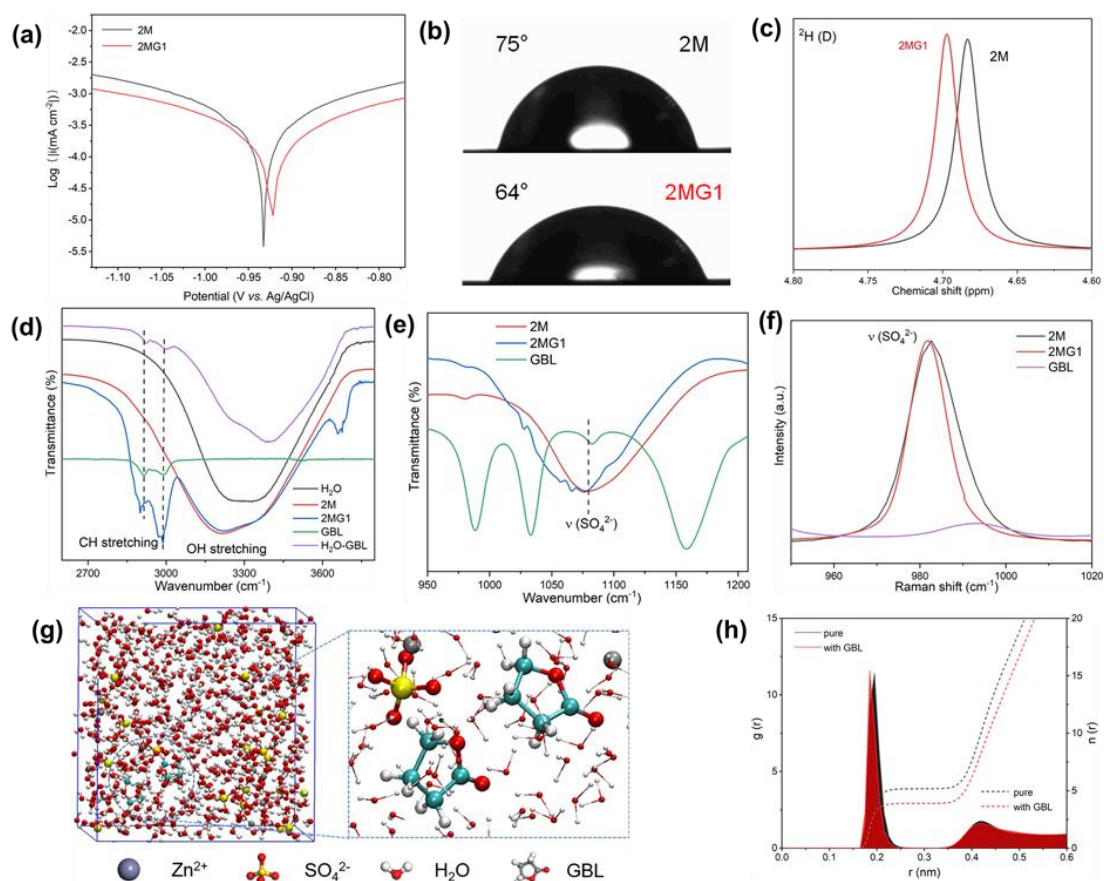 (a)
2M
2MG1
-2.0
-2.5
-3.0
-3.5
-4.0
-4.5
-5.0
-5.5
Log (|i(mA cm⁻²|)
-1.10 -1.05 -1.00 -0.95 -0.90 -0.85 -0.80
Potential (V vs. Ag/AgCl)
(b)
75° 2M
64° 2MG1
(c)
²H (D)
2MG1
2M
4.80 4.75 4.70 4.65 4.60
Chemical shift (ppm)
(d)
Transmittance (%)
H₂O
2M
2MG1
GBL
H₂O-GBL
CH stretching OH stretching
2700 3000 3300 3600
Wavenumber (cm⁻¹)
(e)
2M
2MG1
GBL
Transmittance (%)
ν (SO₄²⁻)
950 1000 1050 1100 1150 1200
Wavenumber (cm⁻¹)
(f)
ν (SO₄²⁻)
2M
2MG1
GBL
Intensity (a.u.)
960 980 1000 1020
Raman shift (cm⁻¹)
(g)
Zn²⁺ SO₄²⁻ H₂O GBL
(h)
pure
with GBL
15
10
5
0
g (r)
20
15
10
5
0
n (r)
pure
with GBL
0.0 0.1 0.2 0.3 0.4 0.5 0.6
r (nm)